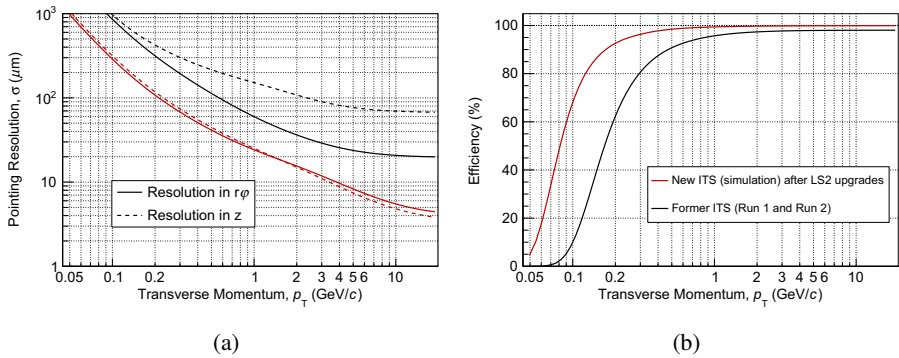 Pointing Resolution, σ (μm)
10³
10²
10
1
Resolution in rφ
Resolution in z
0.05 0.1 0.2 1 2 3 4 5 6 10
Transverse Momentum, p_T (GeV/c)
(a)
Efficiency (%)
100
80
60
40
20
0
New ITS (simulation) after LS2 upgrades
Former ITS (Run 1 and Run 2)
0.05 0.1 0.2 1 2 3 4 5 6 10
Transverse Momentum, p_T (GeV/c)
(b)